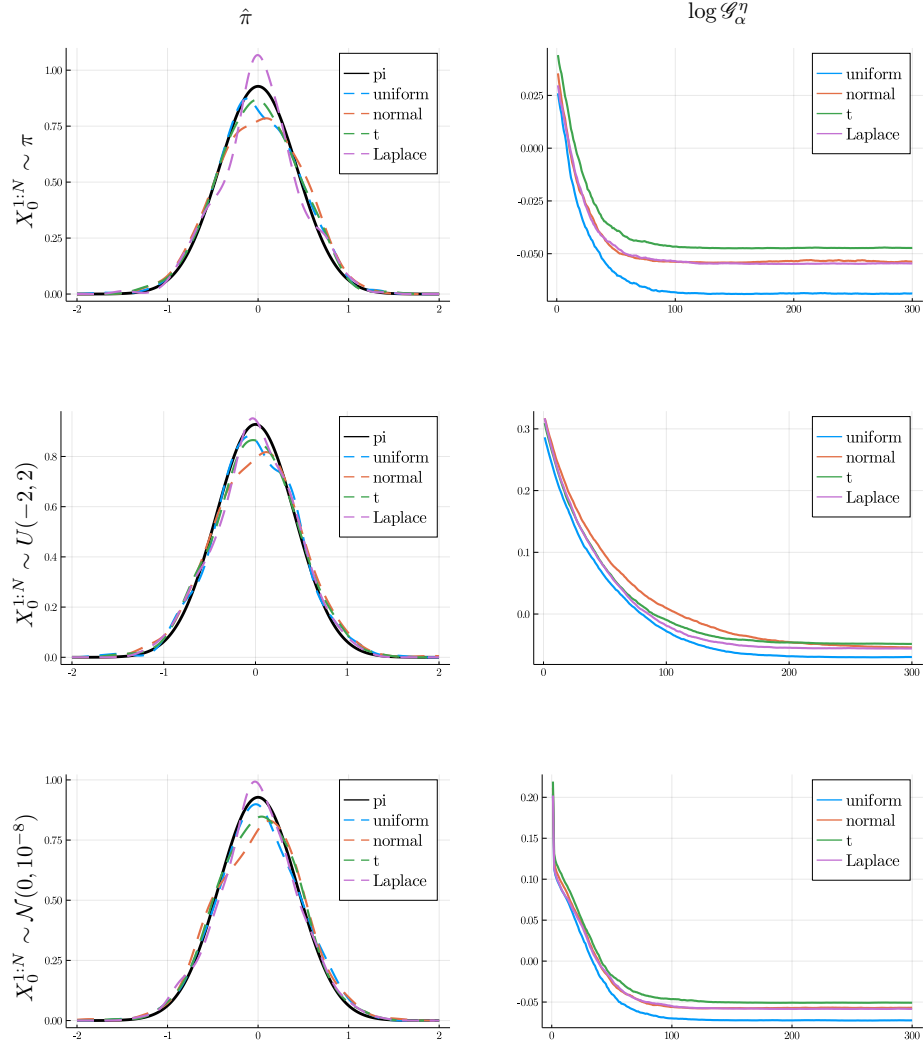 π̂
log 𝒢_α^η
X_0^{1:N} ∼ π
1.00
0.75
0.50
0.25
0.00
-2
-1
0
1
2
pi
uniform
normal
t
Laplace
0.025
0.000
-0.025
-0.050
0
100
200
300
uniform
normal
t
Laplace
X_0^{1:N} ∼ U(−2, 2)
0.8
0.6
0.4
0.2
0.0
-2
-1
0
1
2
pi
uniform
normal
t
Laplace
0.3
0.2
0.1
0.0
0
100
200
300
uniform
normal
t
Laplace
X_0^{1:N} ∼ 𝒩(0, 10^{−8})
1.00
0.75
0.50
0.25
0.00
-2
-1
0
1
2
pi
uniform
normal
t
Laplace
0.20
0.15
0.10
0.05
0.00
-0.05
0
100
200
300
uniform
normal
t
Laplace